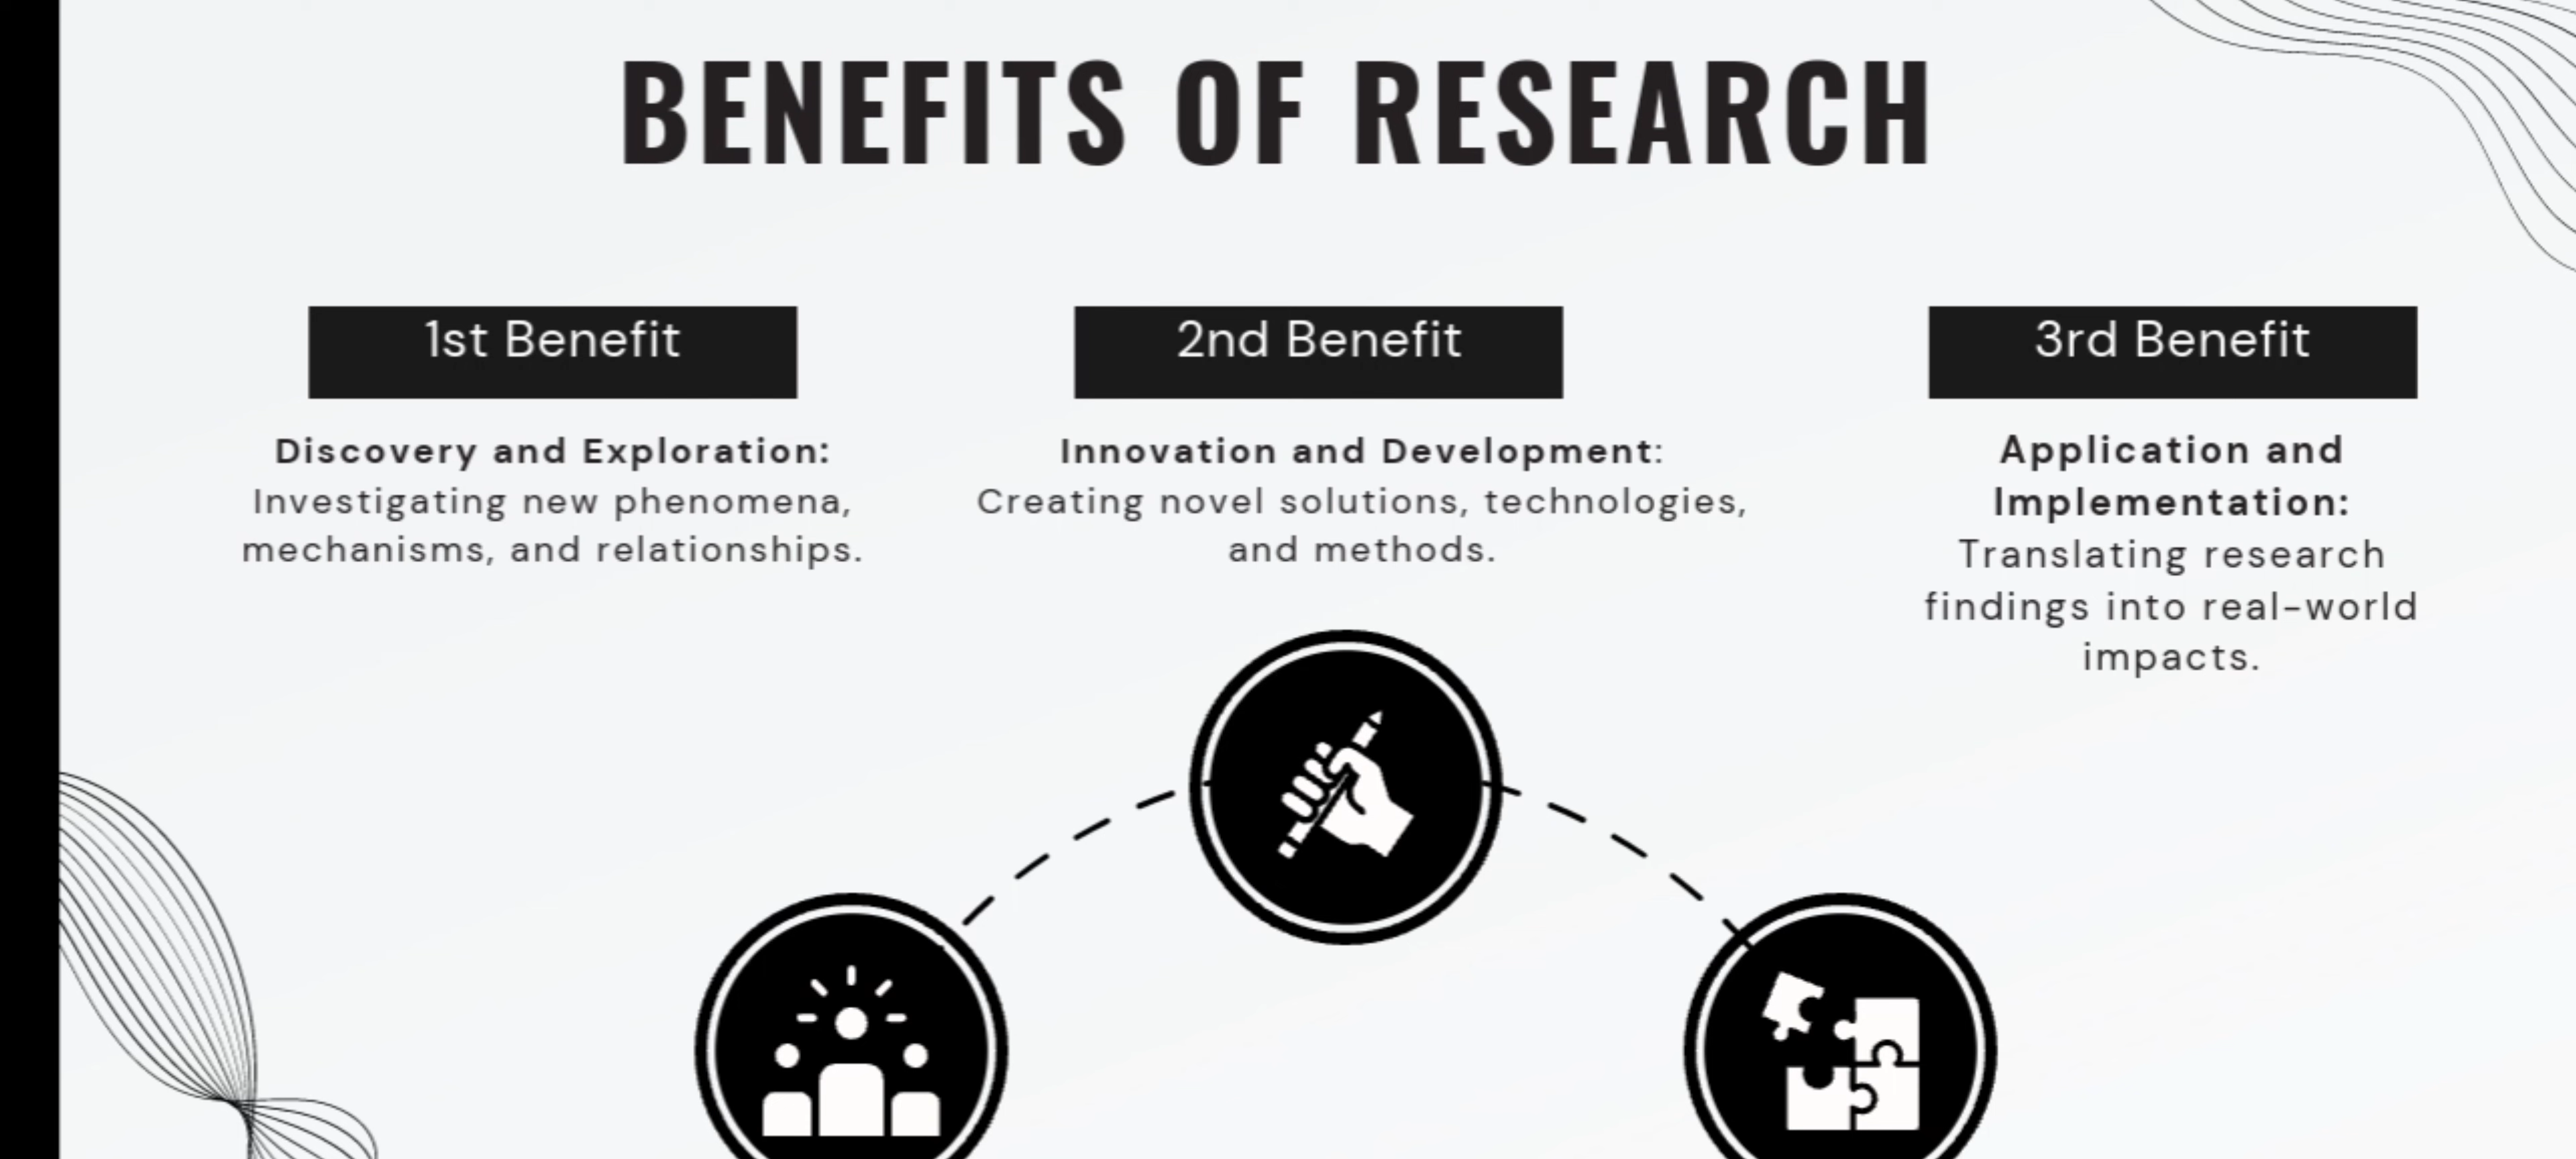 BENEFITS OF RESEARCH
1st Benefit
Discovery and Exploration:
Investigating new phenomena,
mechanisms, and relationships.
2nd Benefit
Innovation and Development:
Creating novel solutions, technologies,
and methods.
3rd Benefit
Application and
Implementation:
Translating research
findings into real-world
impacts.